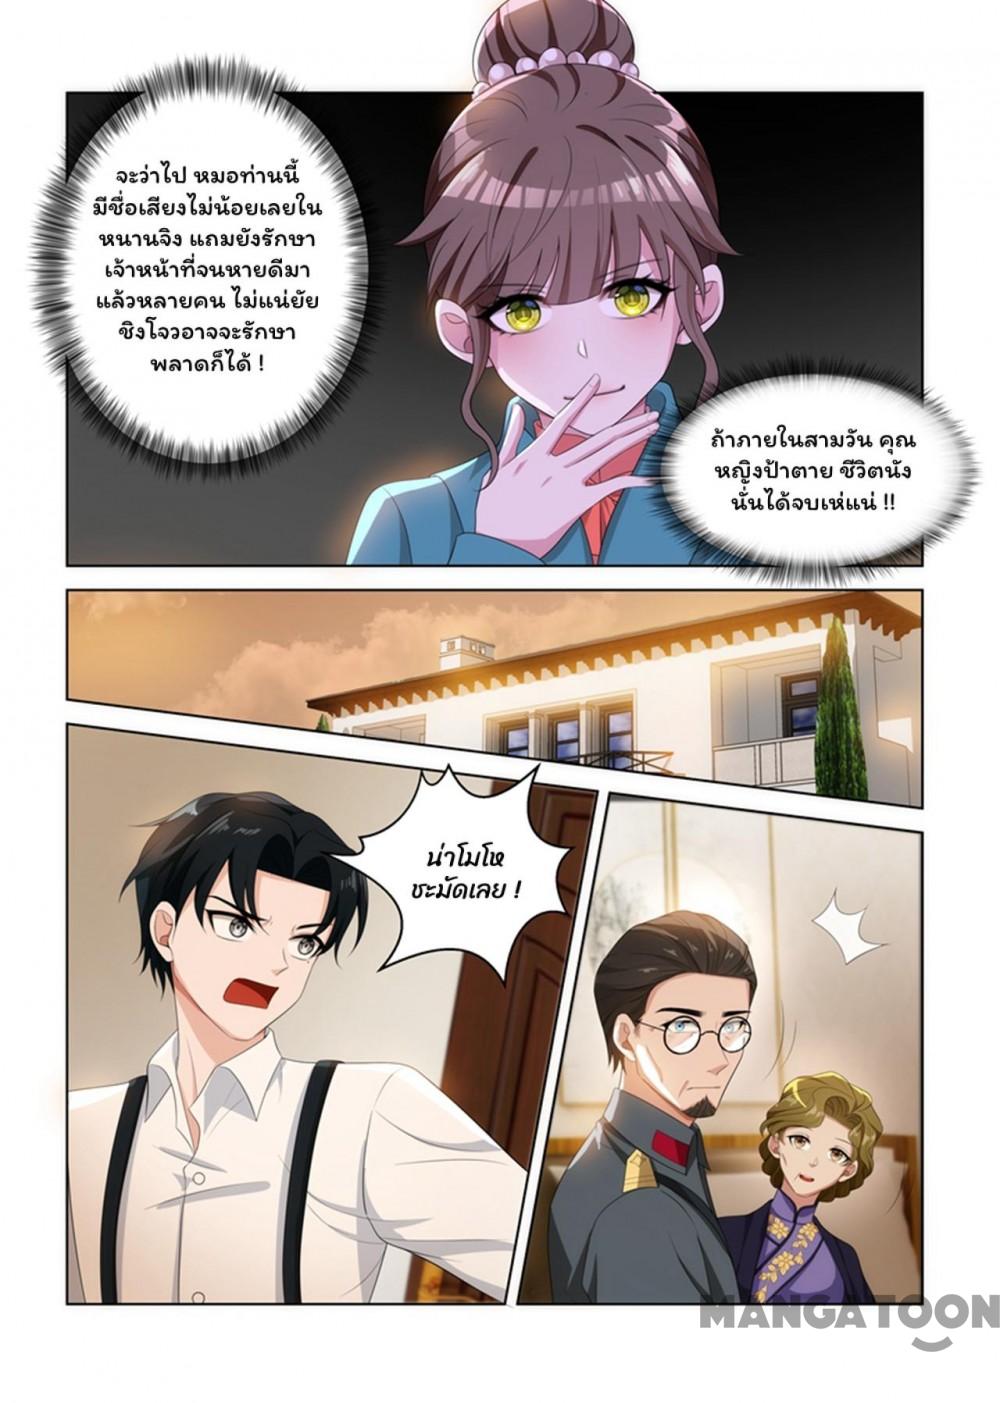 จะว่าไป หมอท่านนี้
มีชื่อเสียงไม่น้อยเลยใน
หนานจิง แถมยังรักษา
เจ้าหน้าที่จนหายดีมา
แล้วหลายคน ไม่แน่ยัย
ชิงโจวอาจจะรักษา
พลาดก็ได้ !
ถ้าภายในสามวัน คุณ
หญิงป้าตาย ชีวิตนัง
นั่นได้จบเห่แน่ !!
น่าโมโห
ชะมัดเลย !
MANGATOON